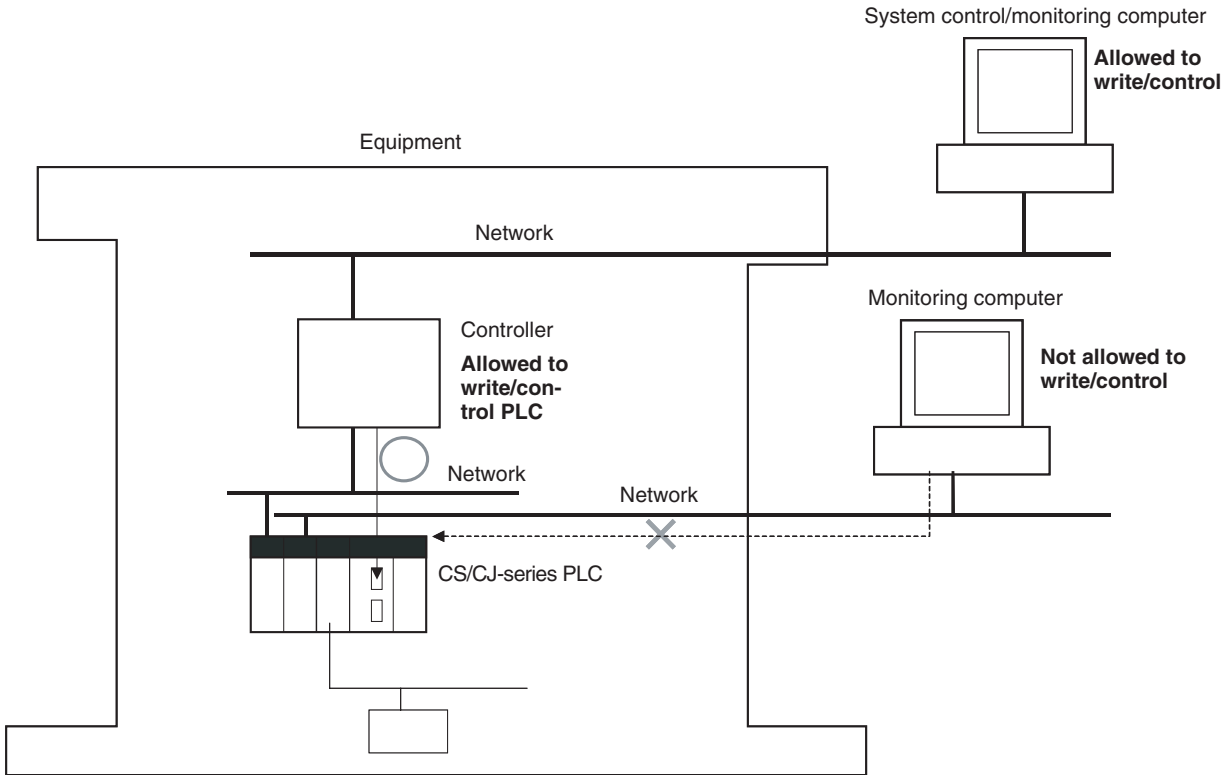 System control/monitoring computer
Allowed to
write/control
Equipment
Network
Monitoring computer
Controller
Allowed to
write/con-
trol PLC
Not allowed to
write/control
Network
Network
CS/CJ-series PLC